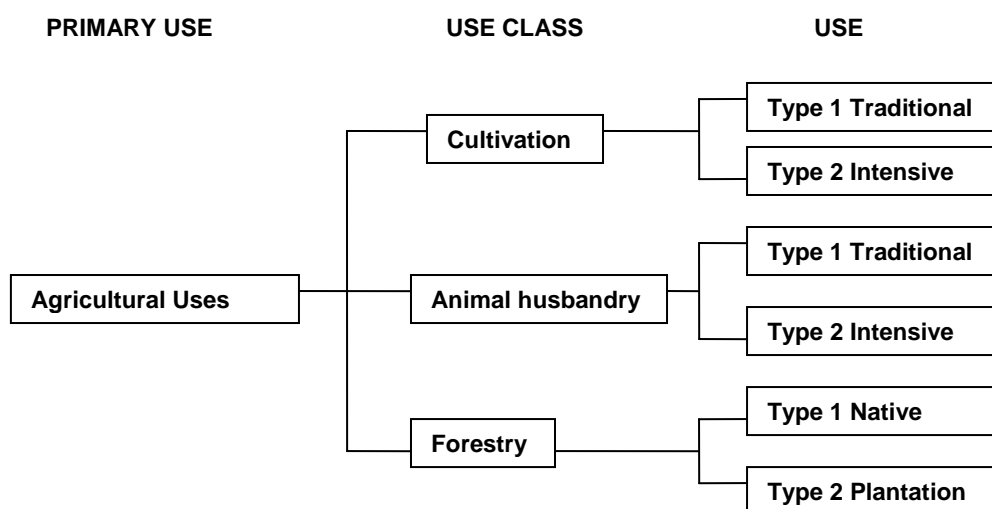 PRIMARY USE
USE CLASS
USE
Type 1 Traditional
Cultivation
Type 2 Intensive
Type 1 Traditional
Agricultural Uses
Animal husbandry
Type 2 Intensive
Type 1 Native
Forestry
Type 2 Plantation